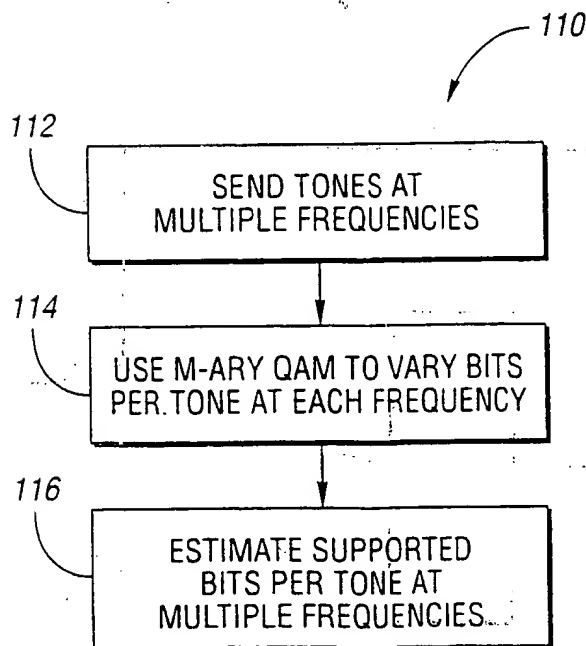 110
112
SEND TONES AT
MULTIPLE FREQUENCIES
114
USE M-ARY QAM TO VARY BITS
PER TONE AT EACH FREQUENCY
116
ESTIMATE SUPPORTED
BITS PER TONE AT
MULTIPLE FREQUENCIES